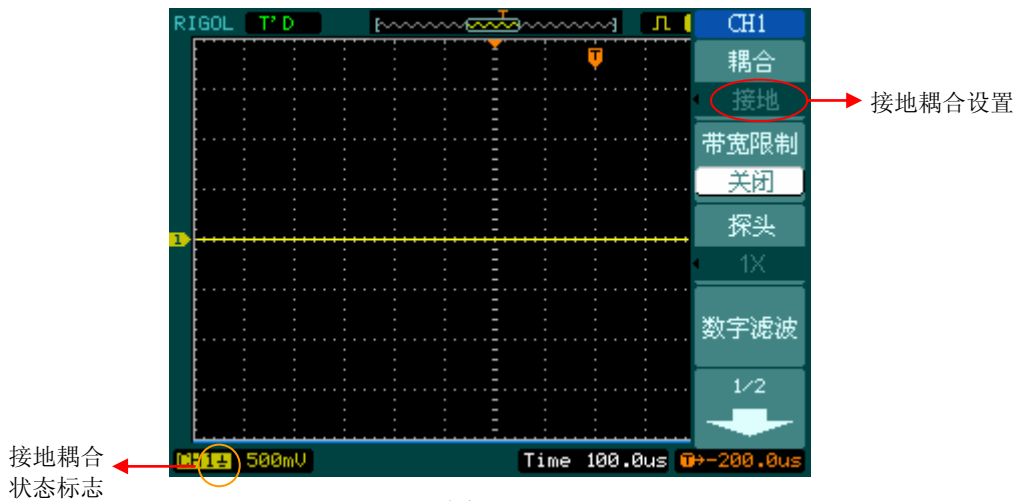 RIGOL T'D T CH1
T
耦合
接地
接地耦合设置
带宽限制
关闭
探头
1
1X
数字滤波
1/2
接地耦合
状态标志
CH1 500mV Time 100.0us T→-200.0us